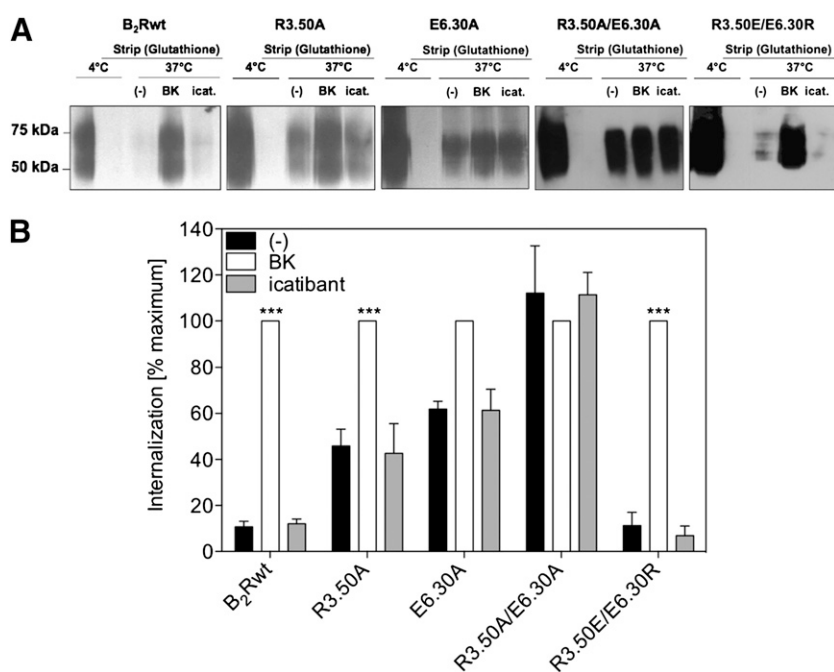 A
B₂Rwt R3.50A E6.30A R3.50A/E6.30A R3.50E/E6.30R
Strip (Glutathione) Strip (Glutathione) Strip (Glutathione) Strip (Glutathione) Strip (Glutathione)
4°C 37°C 4°C 37°C 4°C 37°C 4°C 37°C 4°C 37°C
(-) BK icat. (-) BK icat. (-) BK icat. (-) BK icat. (-) BK icat.
75 kDa
50 kDa
B
Internalization [% maximum]
140
120
100
80
60
40
20
0
(-)
BK
icatibant
*** *** ***
B₂Rwt
R3.50A
E6.30A
R3.50A/E6.30A
R3.50E/E6.30R